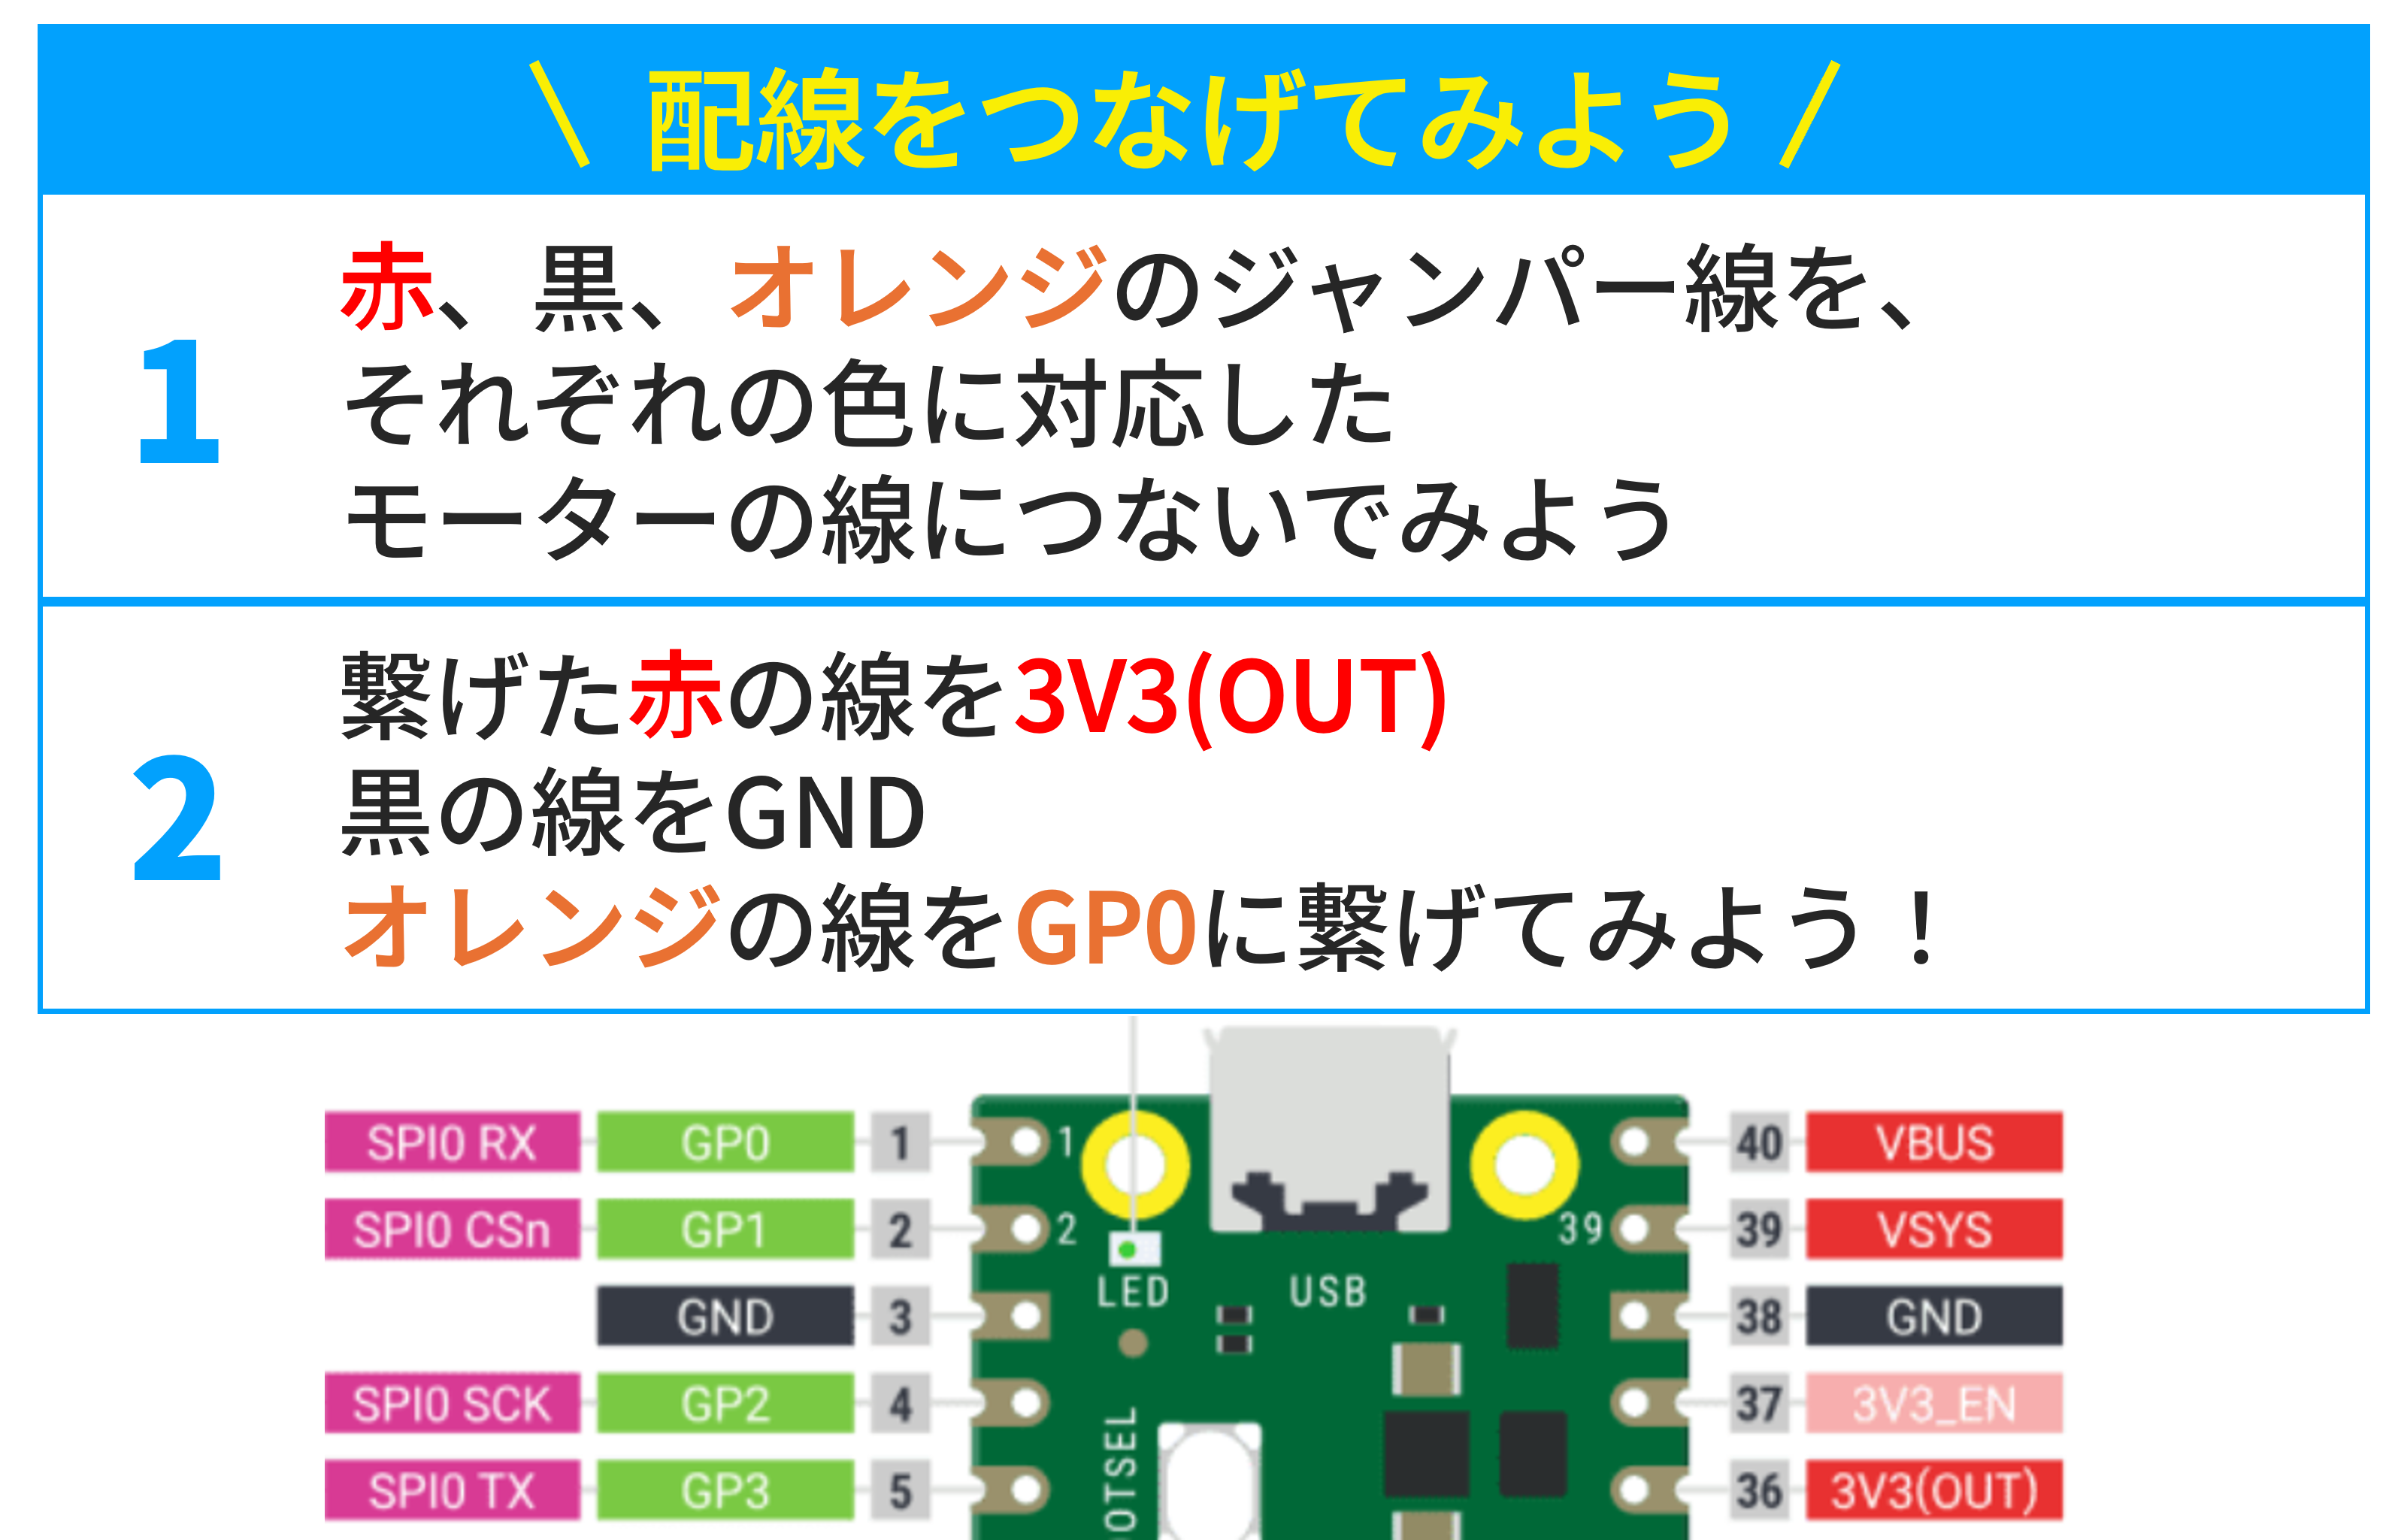 \ 配線をつなげてみよう /
1
赤、黒、オレンジのジャンパー線を、
それぞれの色に対応した
モーターの線につないでみよう
2
繋げた赤の線を3V3(OUT)
黒の線をGND
オレンジの線をGP0に繋げてみよう！
SPI0 RX GP0 1 1 40 VBUS
SPI0 CSn GP1 2 2 39 39 VSYS
LED USB
GND 3 38 GND
SPI0 SCK GP2 4 37 3V3_EN
SPI0 TX GP3 5 36 3V3(OUT)
OTSEL